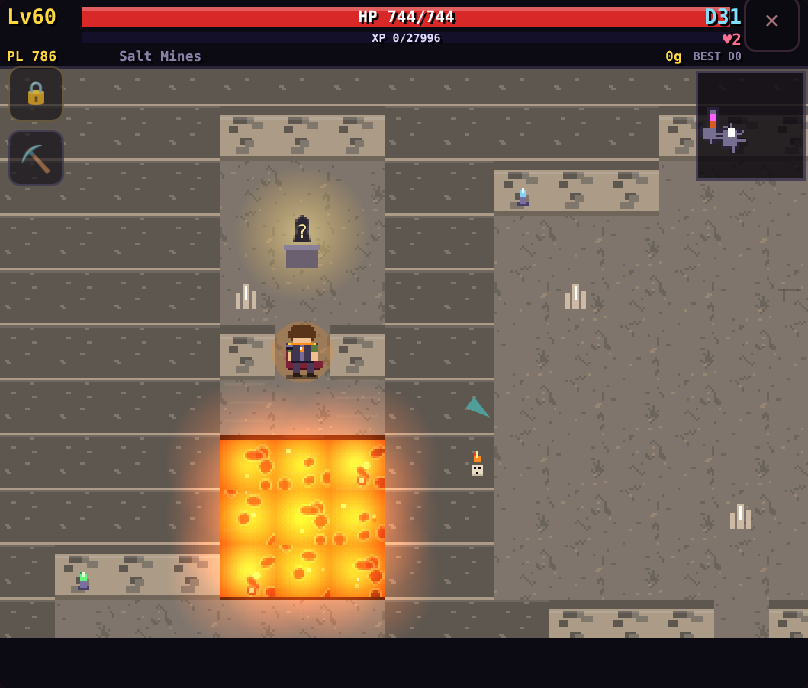 Lv60
HP 744/744
D31
XP 0/27996
♥2
PL 786
Salt Mines
0g
BEST D0
?